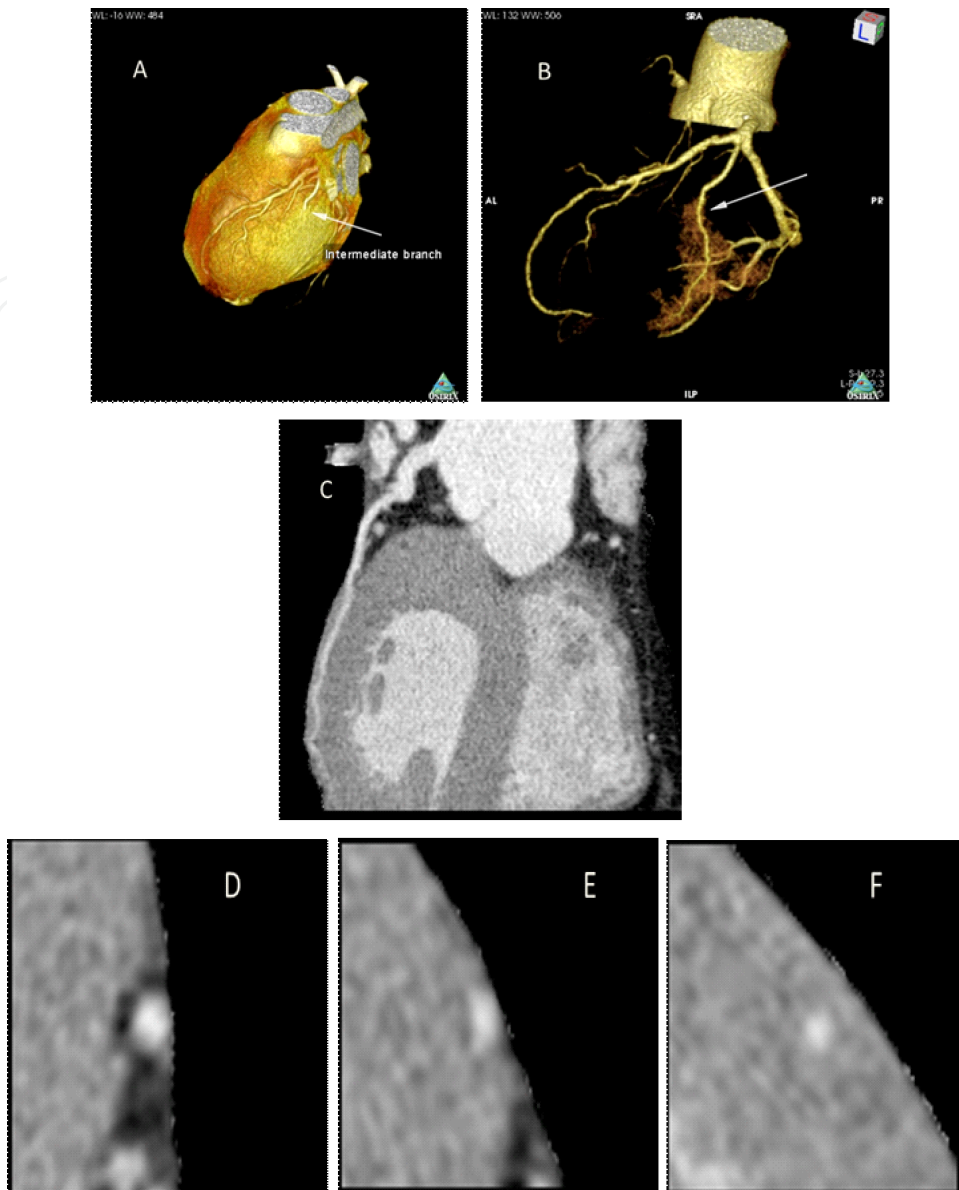 WL: -16 WW: 484
A
Intermediate branch
OSIRIX
WL: 132 WW: 506
SRA
L
B
AL
PR
ILP
OSIRIX
C
D
E
F